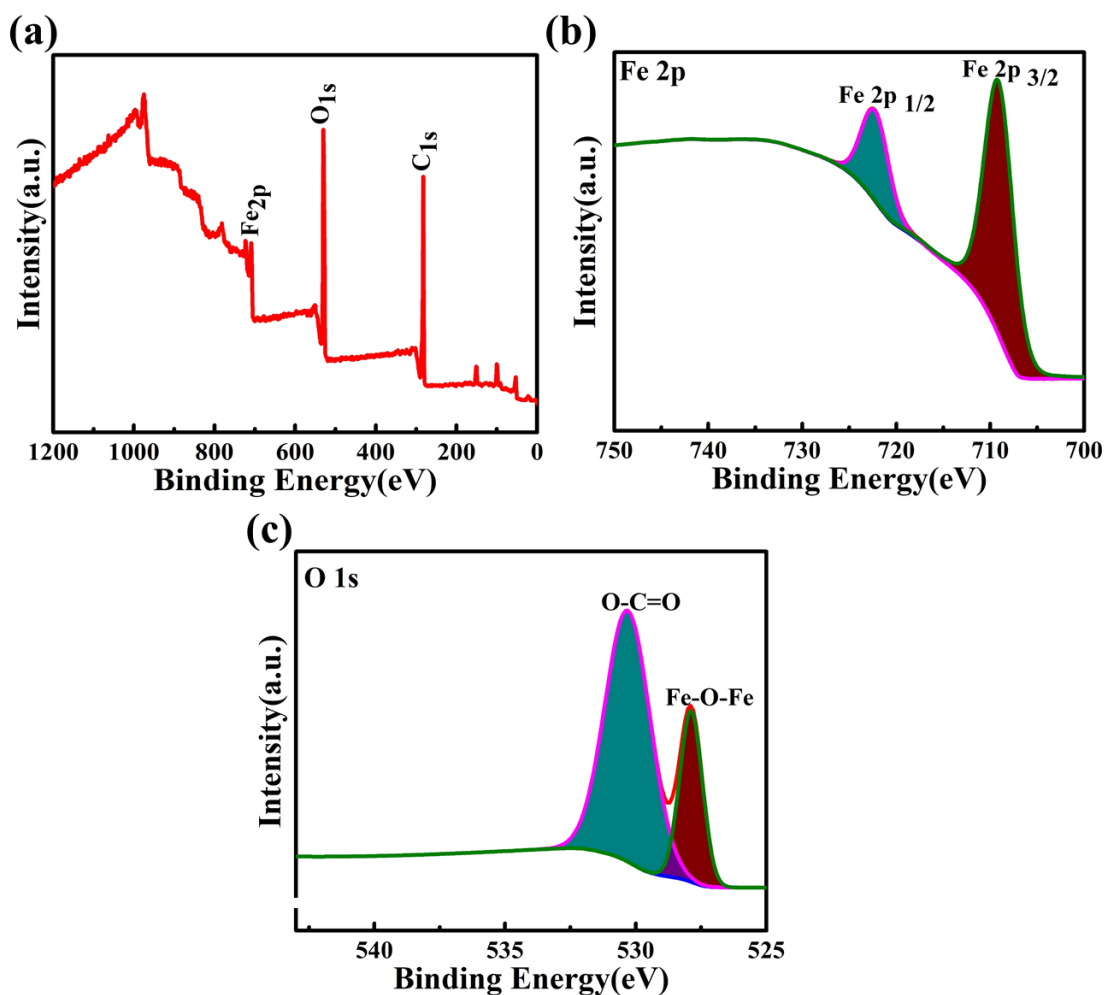 (a)
Intensity(a.u.)
Fe2p
O1s
C1s
1200 1000 800 600 400 200 0
Binding Energy(eV)
(b)
Fe 2p
Fe 2p 1/2
Fe 2p 3/2
Intensity(a.u.)
750 740 730 720 710 700
Binding Energy(eV)
(c)
O 1s
O-C=O
Fe-O-Fe
Intensity(a.u.)
540 535 530 525
Binding Energy(eV)